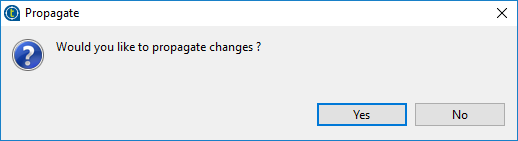 Propagate
Would you like to propagate changes ?
Yes
No